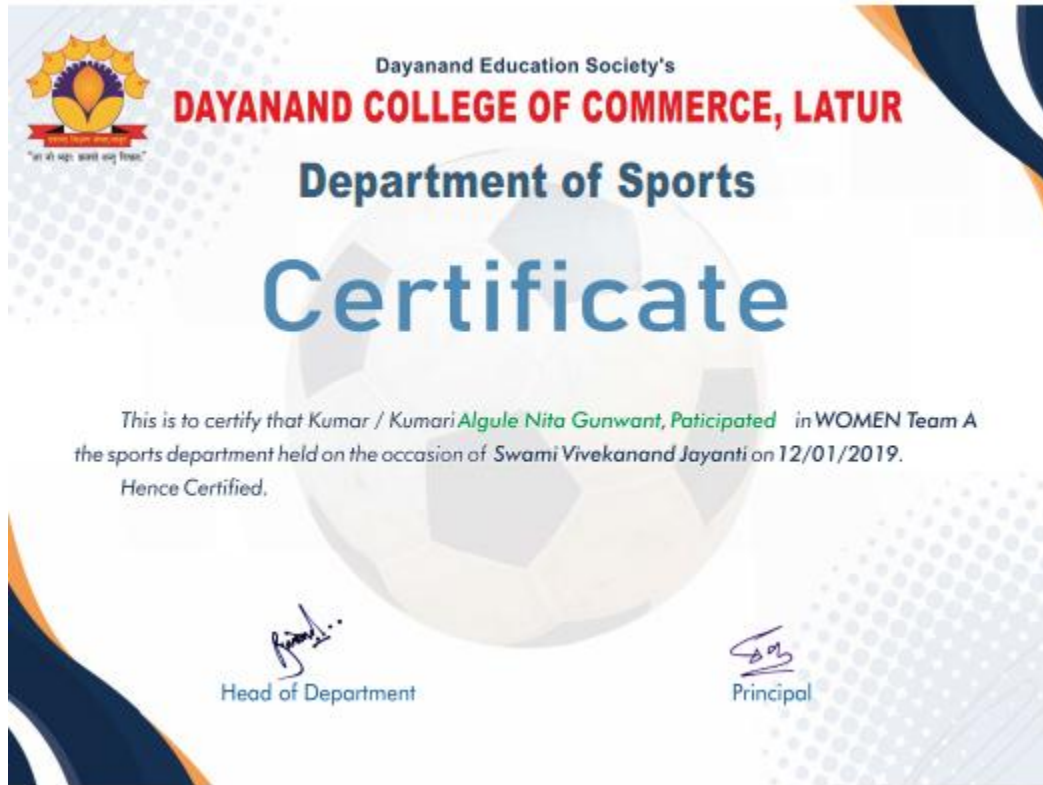 Dayanand Education Society's
DAYANAND COLLEGE OF COMMERCE, LATUR
Department of Sports
Certificate
This is to certify that Kumar / Kumari Algule Nita Gunwant, Paticipated in WOMEN Team A
the sports department held on the occasion of Swami Vivekanand Jayanti on 12/01/2019.
Hence Certified.
Head of Department
Principal